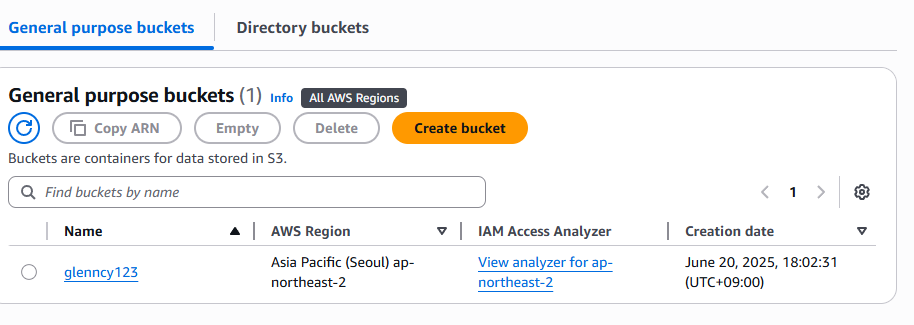 General purpose buckets
Directory buckets
General purpose buckets (1) Info All AWS Regions
Copy ARN Empty Delete Create bucket
Buckets are containers for data stored in S3.
Find buckets by name
1
Name AWS Region IAM Access Analyzer Creation date
glenncy123
Asia Pacific (Seoul) ap-
northeast-2
View analyzer for ap-
northeast-2
June 20, 2025, 18:02:31
(UTC+09:00)